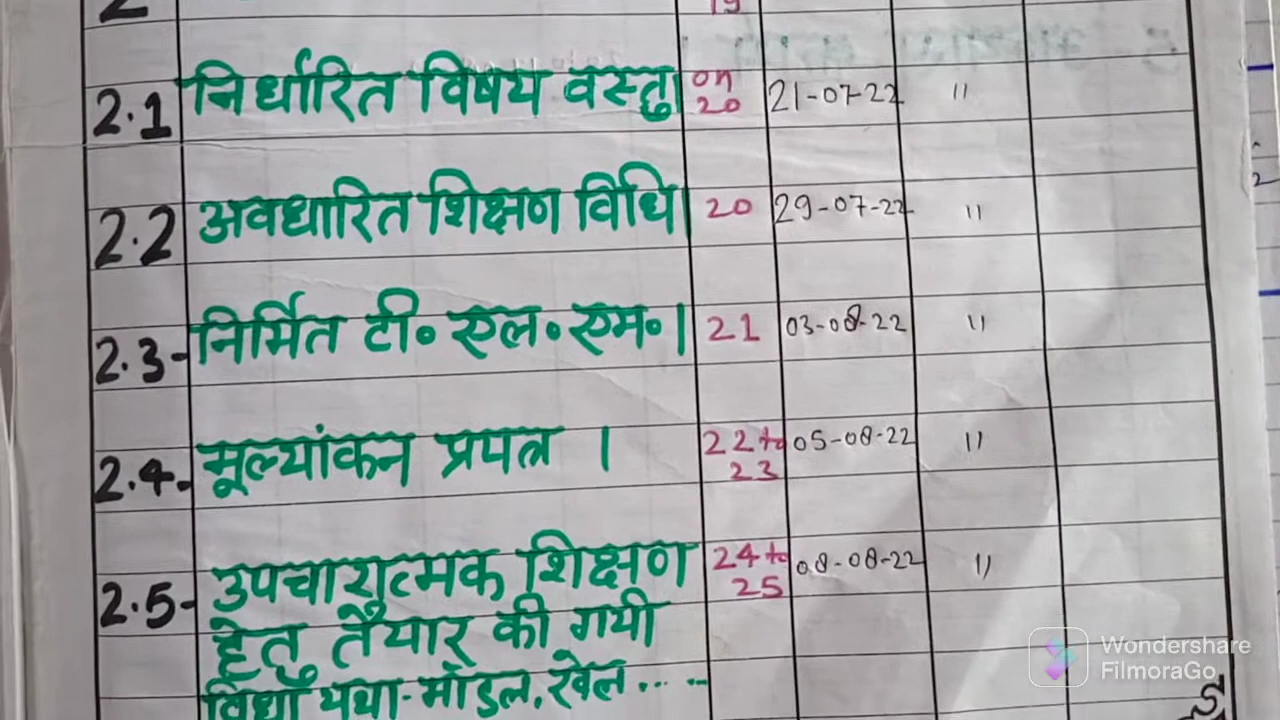 19
2.1 निर्धारित विषय वस्तु। on 20 21-07-22 "
2.2 अवधारित शिक्षण विधि। 20 29-07-22 "
2.3- निर्मित टी॰ एल॰ एम॰। 21 03-08-22 "
2.4. मूल्यांकन प्रपत्र । 22 to 23 05-08-22 "
2.5- उपचारात्मक शिक्षण 24 to 25 08-08-22 "
हेतु तैयार की गयी
विधा यथा-मॉडल, खेल.....
Wondershare
FilmoraGo